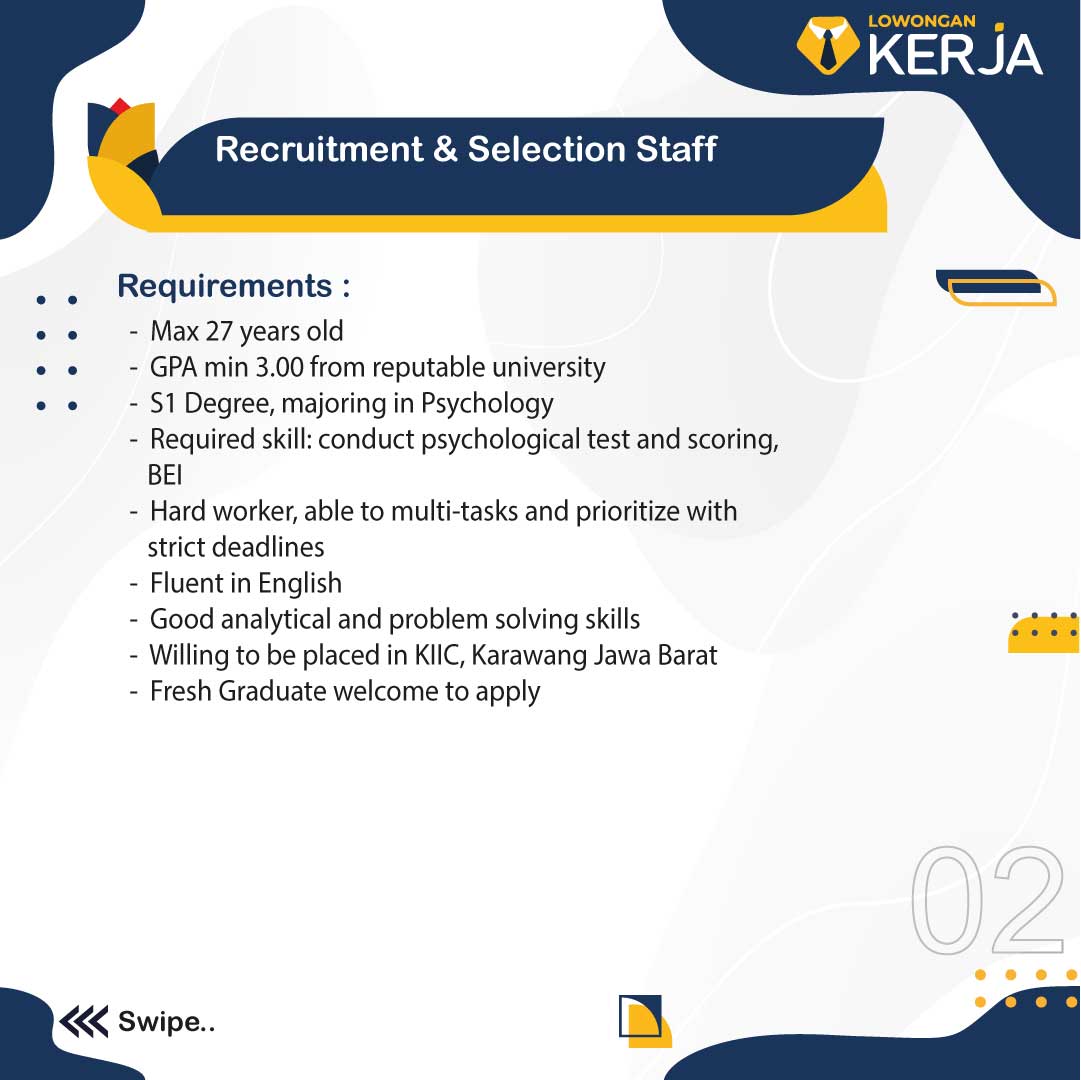 LOWONGAN
KERJA
Recruitment & Selection Staff
Requirements :
- Max 27 years old
- GPA min 3.00 from reputable university
- S1 Degree, majoring in Psychology
- Required skill: conduct psychological test and scoring,
BEI
- Hard worker, able to multi-tasks and prioritize with
strict deadlines
- Fluent in English
- Good analytical and problem solving skills
- Willing to be placed in KIIC, Karawang Jawa Barat
- Fresh Graduate welcome to apply
02
Swipe..